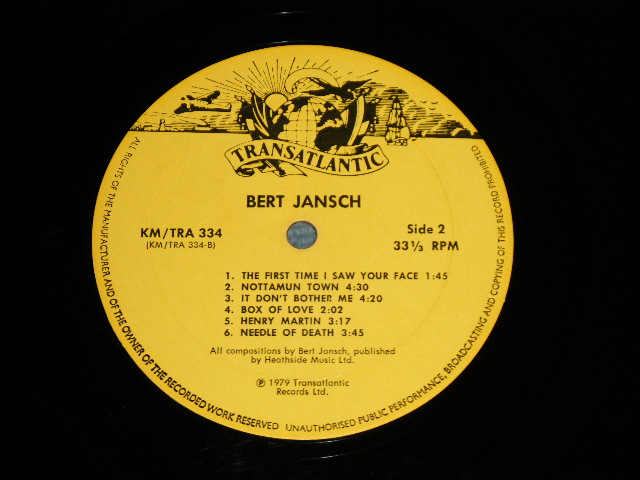 TRANSATLANTIC
BERT JANSCH
KM/TRA 334
(KM/TRA 334-B)
Side 2
33⅓ RPM
1. THE FIRST TIME I SAW YOUR FACE 1:45
2. NOTTAMUN TOWN 4:30
3. IT DON'T BOTHER ME 4:20
4. BOX OF LOVE 2:02
5. HENRY MARTIN 3:17
6. NEEDLE OF DEATH 3:45
All compositions by Bert Jansch, published
by Heathside Music Ltd.
℗ 1979 Transatlantic
Records Ltd.
ALL RIGHTS OF THE MANUFACTURER AND OF THE OWNER OF THE RECORDED WORK RESERVED UNAUTHORISED PUBLIC PERFORMANCE, BROADCASTING AND COPYING OF THIS RECORD PROHIBITED